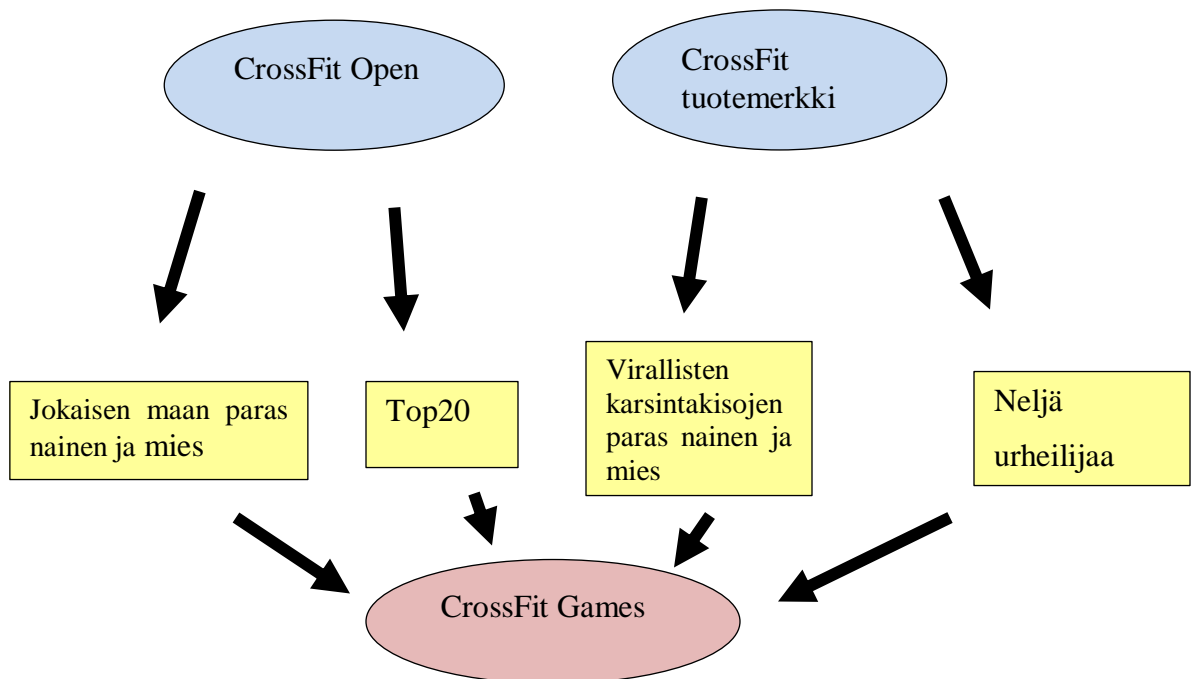 CrossFit Open
CrossFit
tuotemerkki
Jokaisen maan paras
nainen ja mies
Top20
Virallisten
karsintakisojen
paras nainen ja
mies
Neljä
urheilijaa
CrossFit Games